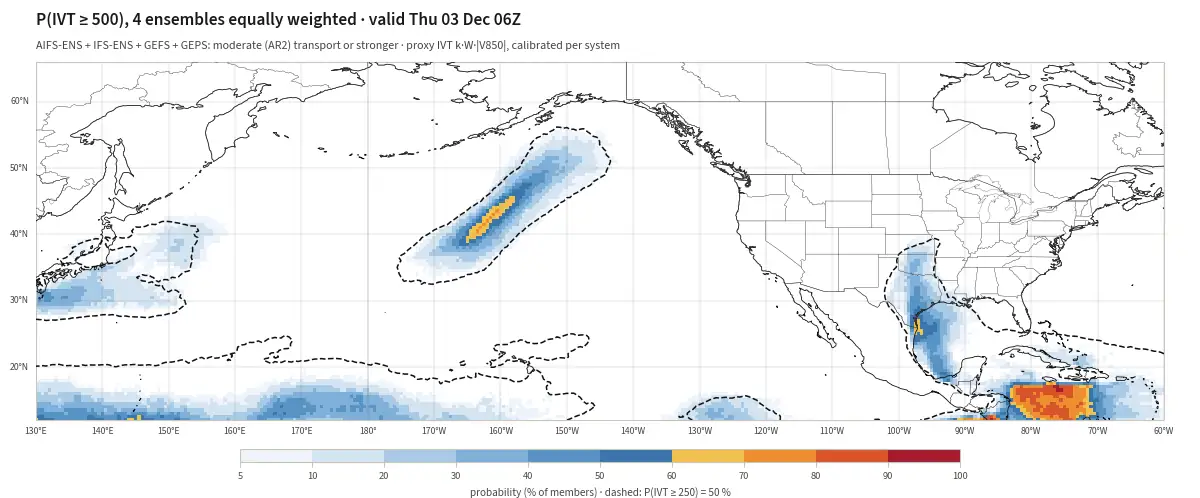 P(IVT ≥ 500), 4 ensembles equally weighted · valid Thu 03 Dec 06Z
AIFS-ENS + IFS-ENS + GEFS + GEPS: moderate (AR2) transport or stronger · proxy IVT k·W·|V850|, calibrated per system
60°N
50°N
40°N
30°N
20°N
130°E 140°E 150°E 160°E 170°E 180° 170°W 160°W 150°W 140°W 130°W 120°W 110°W 100°W 90°W 80°W 70°W 60°W
5 10 20 30 40 50 60 70 80 90 100
probability (% of members) · dashed: P(IVT ≥ 250) = 50 %